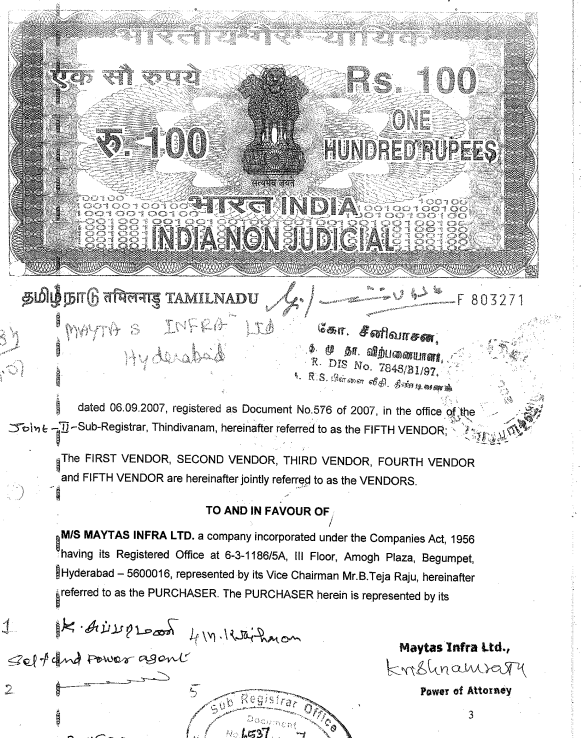 भारतीय गैर न्यायिक
एक सौ रुपये
Rs. 100
रु. 100
ONE
HUNDRED RUPEES
सत्यमेव जयते
भारत INDIA
INDIA NON JUDICIAL
தமிழ்நாடு तमिलनाडु TAMILNADU
F 803271
MAYTAS INFRA LTD
Hyderabad
கோ. சீனிவாசன,
R. DIS No. 7848/B1/97,
dated 06.09.2007, registered as Document No.576 of 2007, in the office of the
Joint-II-Sub-Registrar, Thindivanam, hereinafter referred to as the FIFTH VENDOR;
The FIRST VENDOR, SECOND VENDOR, THIRD VENDOR, FOURTH VENDOR
and FIFTH VENDOR are hereinafter jointly referred to as the VENDORS.
TO AND IN FAVOUR OF
M/S MAYTAS INFRA LTD. a company incorporated under the Companies Act, 1956
having its Registered Office at 6-3-1186/5A, III Floor, Amogh Plaza, Begumpet,
Hyderabad – 5600016, represented by its Vice Chairman Mr.B.Teja Raju, hereinafter
referred to as the PURCHASER. The PURCHASER herein is represented by its
1
Self and Power agent
2
5
Maytas Infra Ltd.,
Power of Attorney
3
Sub Registrar Office
Document
No 4537